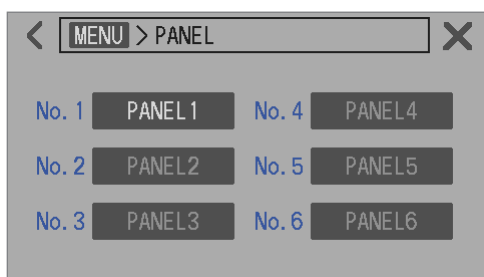 MENU > PANEL
No. 1 PANEL1 No. 4 PANEL4
No. 2 PANEL2 No. 5 PANEL5
No. 3 PANEL3 No. 6 PANEL6